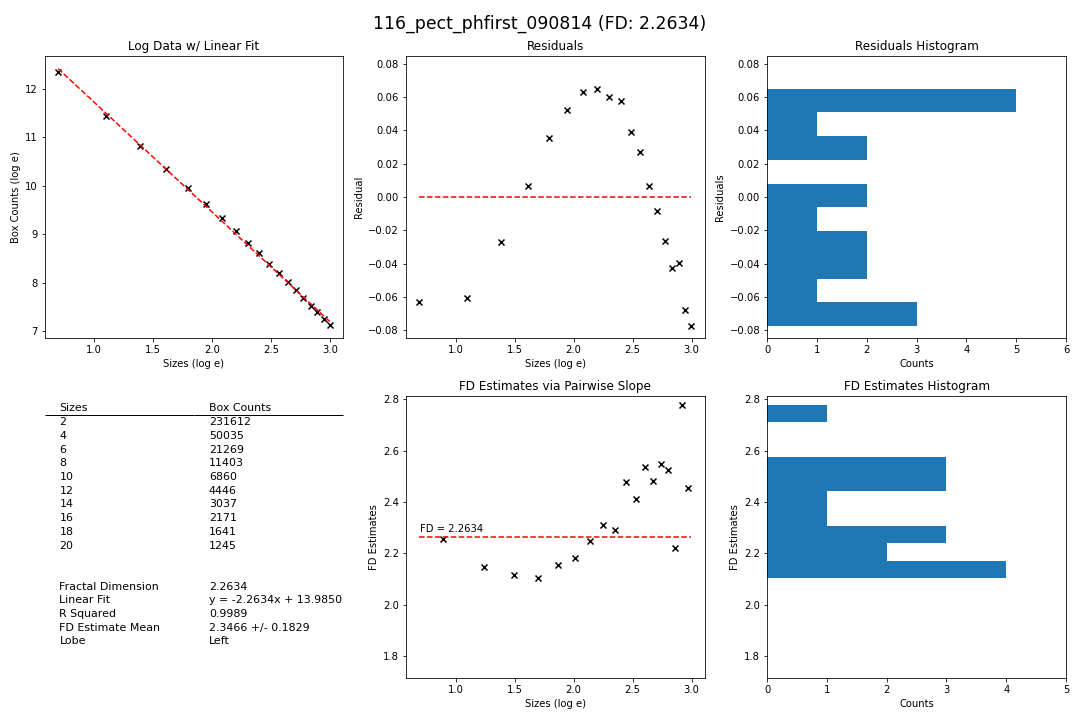 116_pect_phfirst_090814 (FD: 2.2634)
Log Data w/ Linear Fit
Box Counts (log e)
12
11
10
9
8
7
1.0 1.5 2.0 2.5 3.0
Sizes (log e)
Residuals
Residual
0.08
0.06
0.04
0.02
0.00
−0.02
−0.04
−0.06
−0.08
1.0 1.5 2.0 2.5 3.0
Sizes (log e)
Residuals Histogram
Residuals
0.08
0.06
0.04
0.02
0.00
−0.02
−0.04
−0.06
−0.08
0 1 2 3 4 5 6
Counts
Sizes Box Counts
2 231612
4 50035
6 21269
8 11403
10 6860
12 4446
14 3037
16 2171
18 1641
20 1245
Fractal Dimension 2.2634
Linear Fit y = -2.2634x + 13.9850
R Squared 0.9989
FD Estimate Mean 2.3466 +/- 0.1829
Lobe Left
FD Estimates via Pairwise Slope
FD Estimates
2.8
2.6
2.4
2.2
2.0
1.8
FD = 2.2634
1.0 1.5 2.0 2.5 3.0
Sizes (log e)
FD Estimates Histogram
FD Estimates
2.8
2.6
2.4
2.2
2.0
1.8
0 1 2 3 4 5
Counts